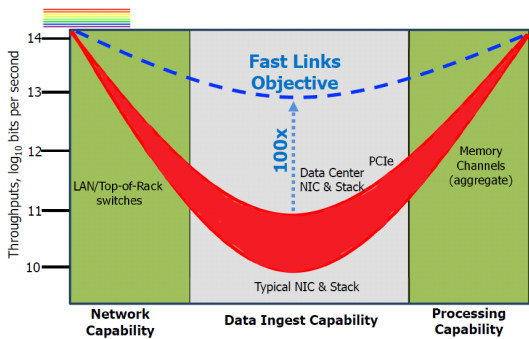 Throughputs, log10 bits per second
14
13
12
11
10
Fast Links
Objective
100x
Data Center
NIC & Stack
PCIe
Memory
Channels
(aggregate)
LAN/Top-of-Rack
switches
Typical NIC & Stack
Network
Capability
Data Ingest Capability
Processing
Capability